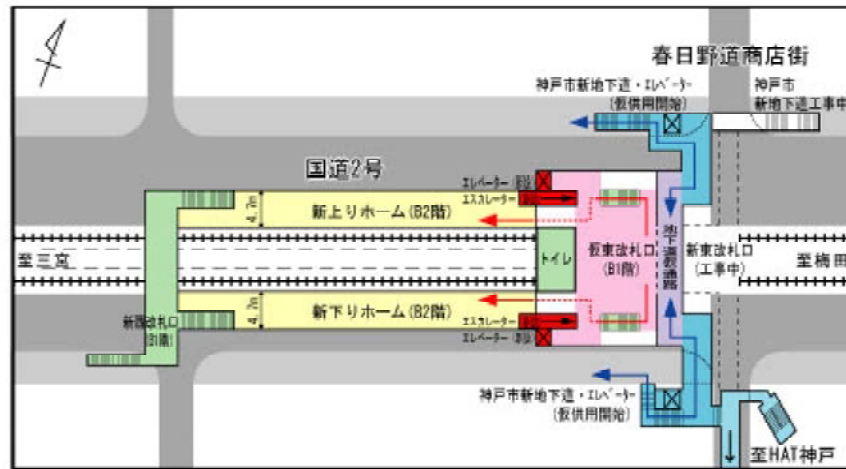 春日野道商店街
神戸市新地下道・エレベーター
(仮供用開始)
神戸市
新地下道工事中
国道2号
エレベーター
エスカレーター
4.2m
新上りホーム(B2階)
至三宮
トイレ
仮東改札口
(B1階)
地下道仮通路
新東改札口
(工事中)
至梅田
新西改札口
(B1階)
4.2m
新下りホーム(B2階)
エスカレーター
エレベーター
神戸市新地下道・エレベーター
(仮供用開始)
至HAT神戸